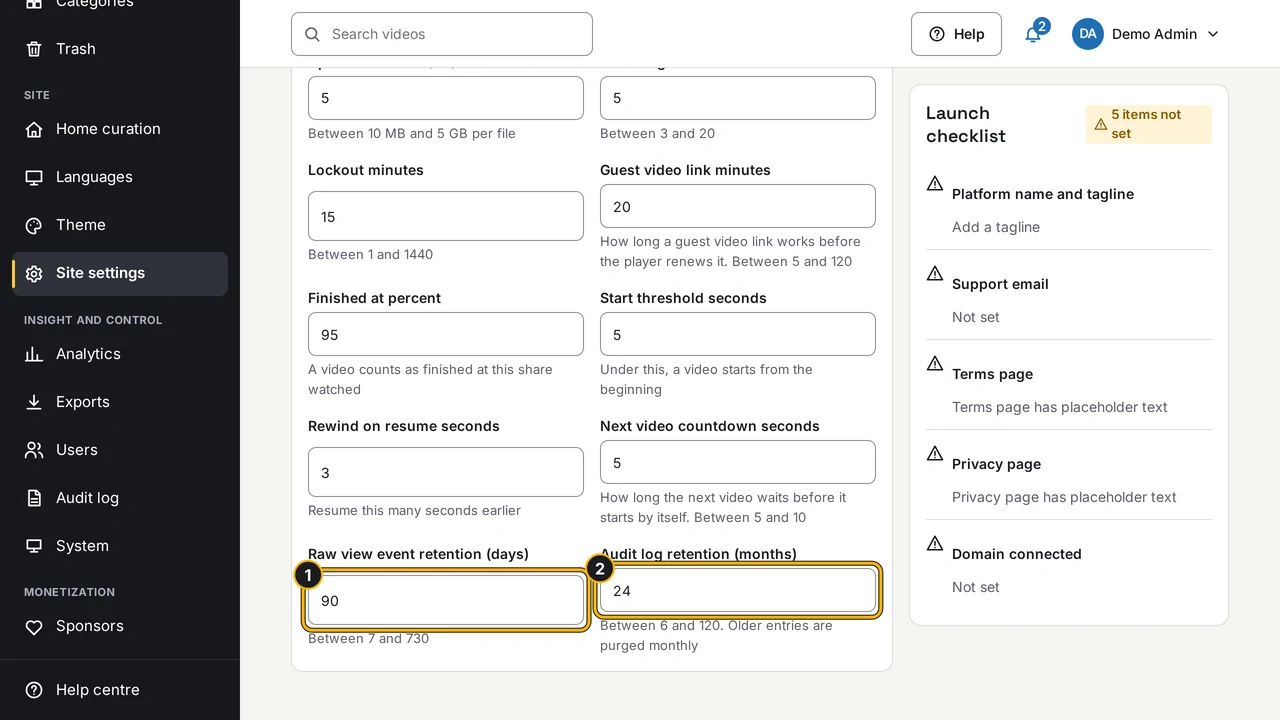 Categories
Trash
SITE
Home curation
Languages
Theme
Site settings
INSIGHT AND CONTROL
Analytics
Exports
Users
Audit log
System
MONETIZATION
Sponsors
Help centre
Search videos
Help
2
DA
Demo Admin
5
Between 10 MB and 5 GB per file
5
Between 3 and 20
Lockout minutes
15
Between 1 and 1440
Guest video link minutes
20
How long a guest video link works before
the player renews it. Between 5 and 120
Finished at percent
95
A video counts as finished at this share
watched
Start threshold seconds
5
Under this, a video starts from the
beginning
Rewind on resume seconds
3
Resume this many seconds earlier
Next video countdown seconds
5
How long the next video waits before it
starts by itself. Between 5 and 10
Raw view event retention (days)
1
90
Between 7 and 730
Audit log retention (months)
2
24
Between 6 and 120. Older entries are
purged monthly
Launch
checklist
5 items not
set
Platform name and tagline
Add a tagline
Support email
Not set
Terms page
Terms page has placeholder text
Privacy page
Privacy page has placeholder text
Domain connected
Not set